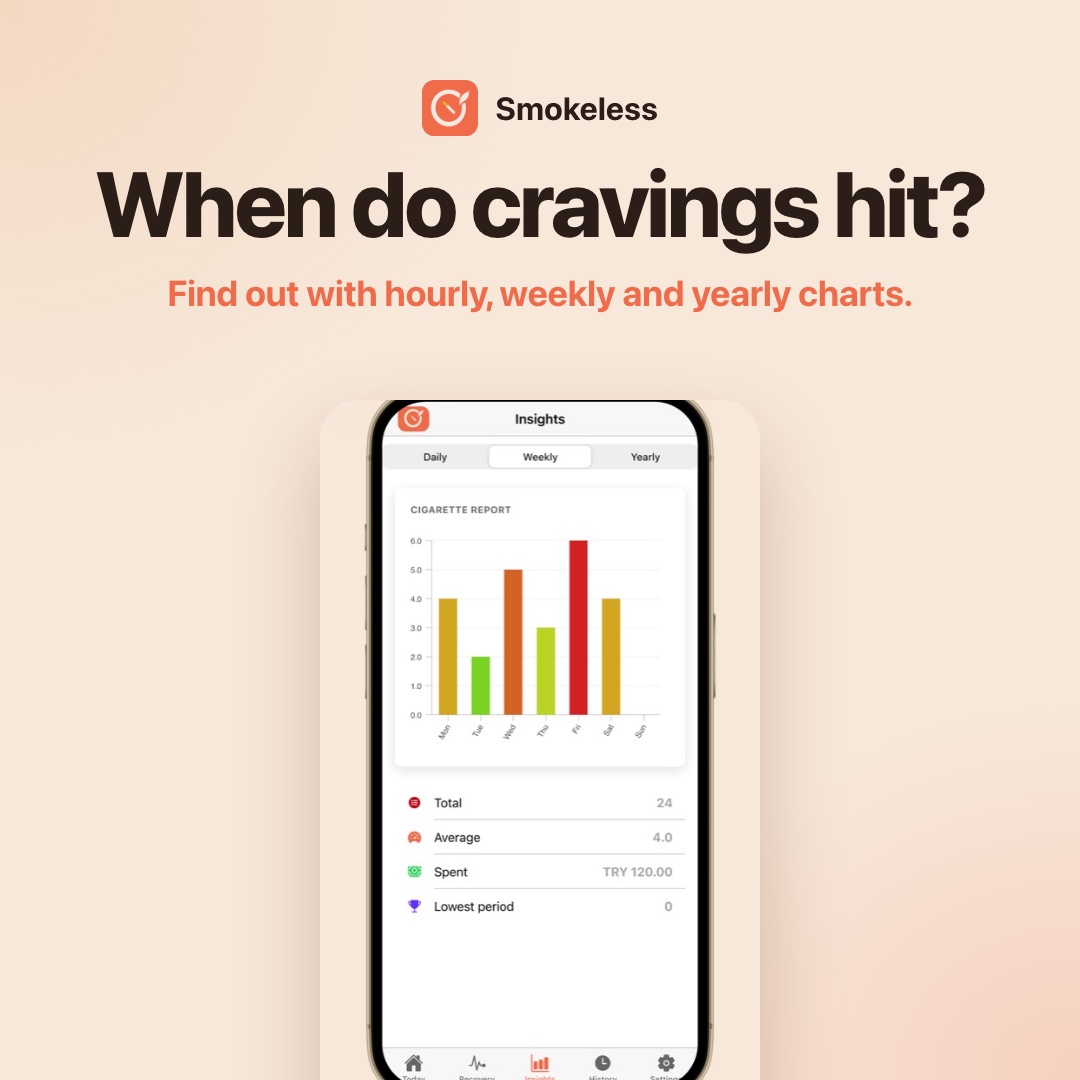 Smokeless
When do cravings hit?
Find out with hourly, weekly and yearly charts.
Insights
Daily Weekly Yearly
CIGARETTE REPORT
6.0
5.0
4.0
3.0
2.0
1.0
0.0
Mon Tue Wed Thu Fri Sat Sun
Total 24
Average 4.0
Spent TRY 120.00
Lowest period 0
Today Recovery Insights History Settings